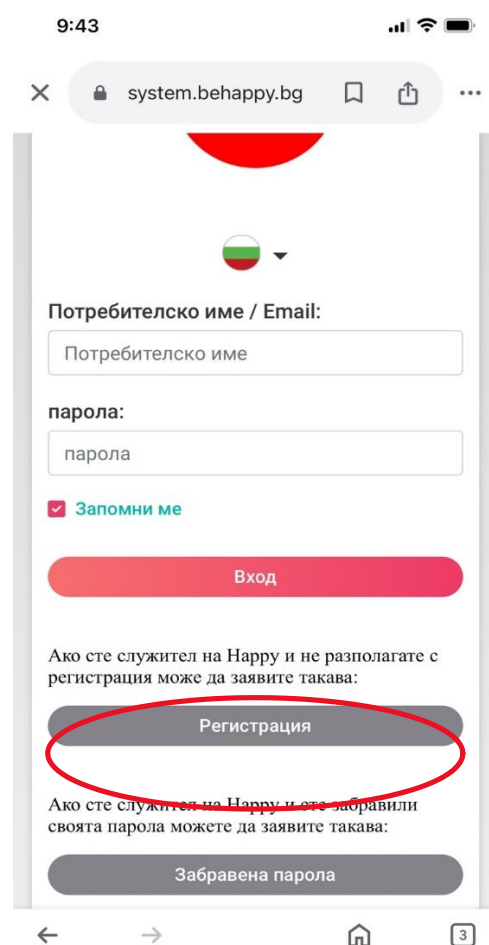 9:43
system.behappy.bg
Потребителско име / Email:
Потребителско име
парола:
парола
Запомни ме
Вход
Ако сте служител на Happy и не разполагате с
регистрация може да заявите такава:
Регистрация
Ако сте служител на Happy и сте забравили
своята парола можете да заявите такава:
Забравена парола
3